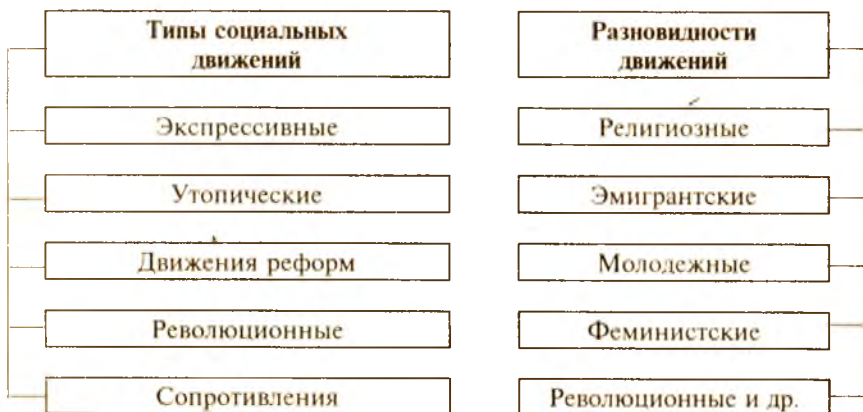 Типы социальных
движений
Экспрессивные
Утопические
Движения реформ
Революционные
Сопротивления
Разновидности
движений
Религиозные
Эмигрантские
Молодежные
Феминистские
Революционные и др.